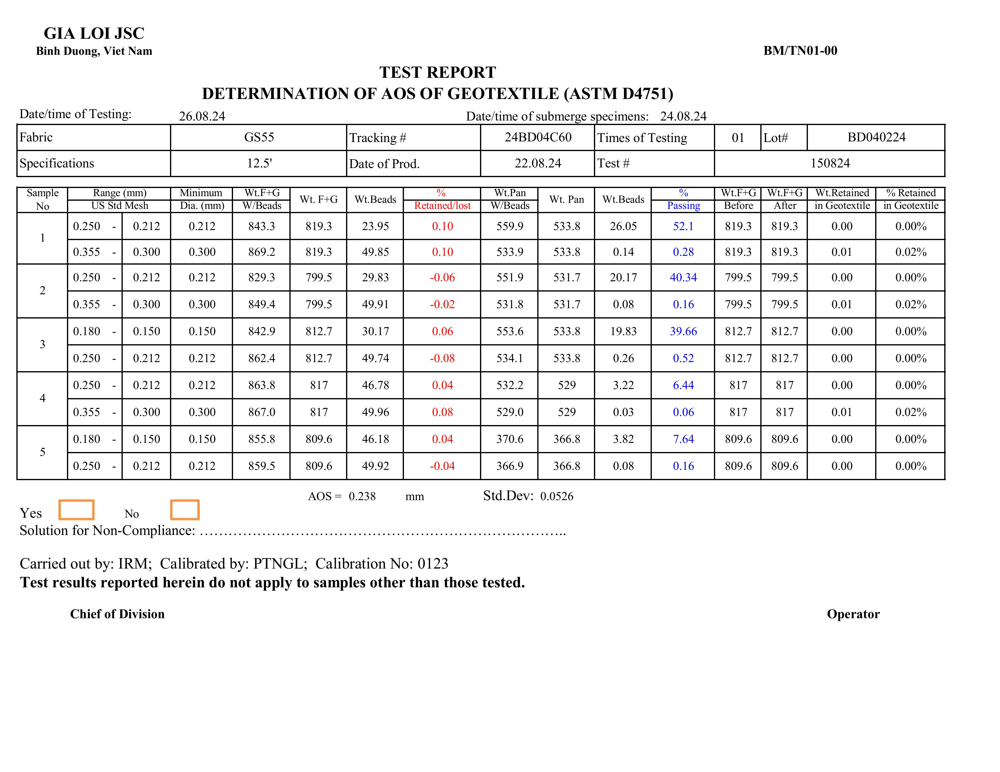 GIA LOI JSC
Binh Duong, Viet Nam
BM/TN01-00
TEST REPORT
DETERMINATION OF AOS OF GEOTEXTILE (ASTM D4751)
Date/time of Testing: 26.08.24 Date/time of submerge specimens: 24.08.24
Fabric GS55 Tracking # 24BD04C60 Times of Testing 01 Lot# BD040224
Specifications 12.5' Date of Prod. 22.08.24 Test # 150824
Sample Range (mm) Minimum Wt.F+G Wt. F+G Wt.Beads % Wt.Pan Wt. Pan Wt.Beads % Wt.F+G Wt.F+G Wt.Retained % Retained
No US Std Mesh Dia. (mm) W/Beads Retained/lost W/Beads Passing Before After in Geotextile in Geotextile
1 0.250 - 0.212 0.212 843.3 819.3 23.95 0.10 559.9 533.8 26.05 52.1 819.3 819.3 0.00 0.00%
0.355 - 0.300 0.300 869.2 819.3 49.85 0.10 533.9 533.8 0.14 0.28 819.3 819.3 0.01 0.02%
2 0.250 - 0.212 0.212 829.3 799.5 29.83 -0.06 551.9 531.7 20.17 40.34 799.5 799.5 0.00 0.00%
0.355 - 0.300 0.300 849.4 799.5 49.91 -0.02 531.8 531.7 0.08 0.16 799.5 799.5 0.01 0.02%
3 0.180 - 0.150 0.150 842.9 812.7 30.17 0.06 553.6 533.8 19.83 39.66 812.7 812.7 0.00 0.00%
0.250 - 0.212 0.212 862.4 812.7 49.74 -0.08 534.1 533.8 0.26 0.52 812.7 812.7 0.00 0.00%
4 0.250 - 0.212 0.212 863.8 817 46.78 0.04 532.2 529 3.22 6.44 817 817 0.00 0.00%
0.355 - 0.300 0.300 867.0 817 49.96 0.08 529.0 529 0.03 0.06 817 817 0.01 0.02%
5 0.180 - 0.150 0.150 855.8 809.6 46.18 0.04 370.6 366.8 3.82 7.64 809.6 809.6 0.00 0.00%
0.250 - 0.212 0.212 859.5 809.6 49.92 -0.04 366.9 366.8 0.08 0.16 809.6 809.6 0.00 0.00%
AOS = 0.238 mm Std.Dev: 0.0526
Yes No
Solution for Non-Compliance: …………………………………………………………………..
Carried out by: IRM; Calibrated by: PTNGL; Calibration No: 0123
Test results reported herein do not apply to samples other than those tested.
Chief of Division Operator